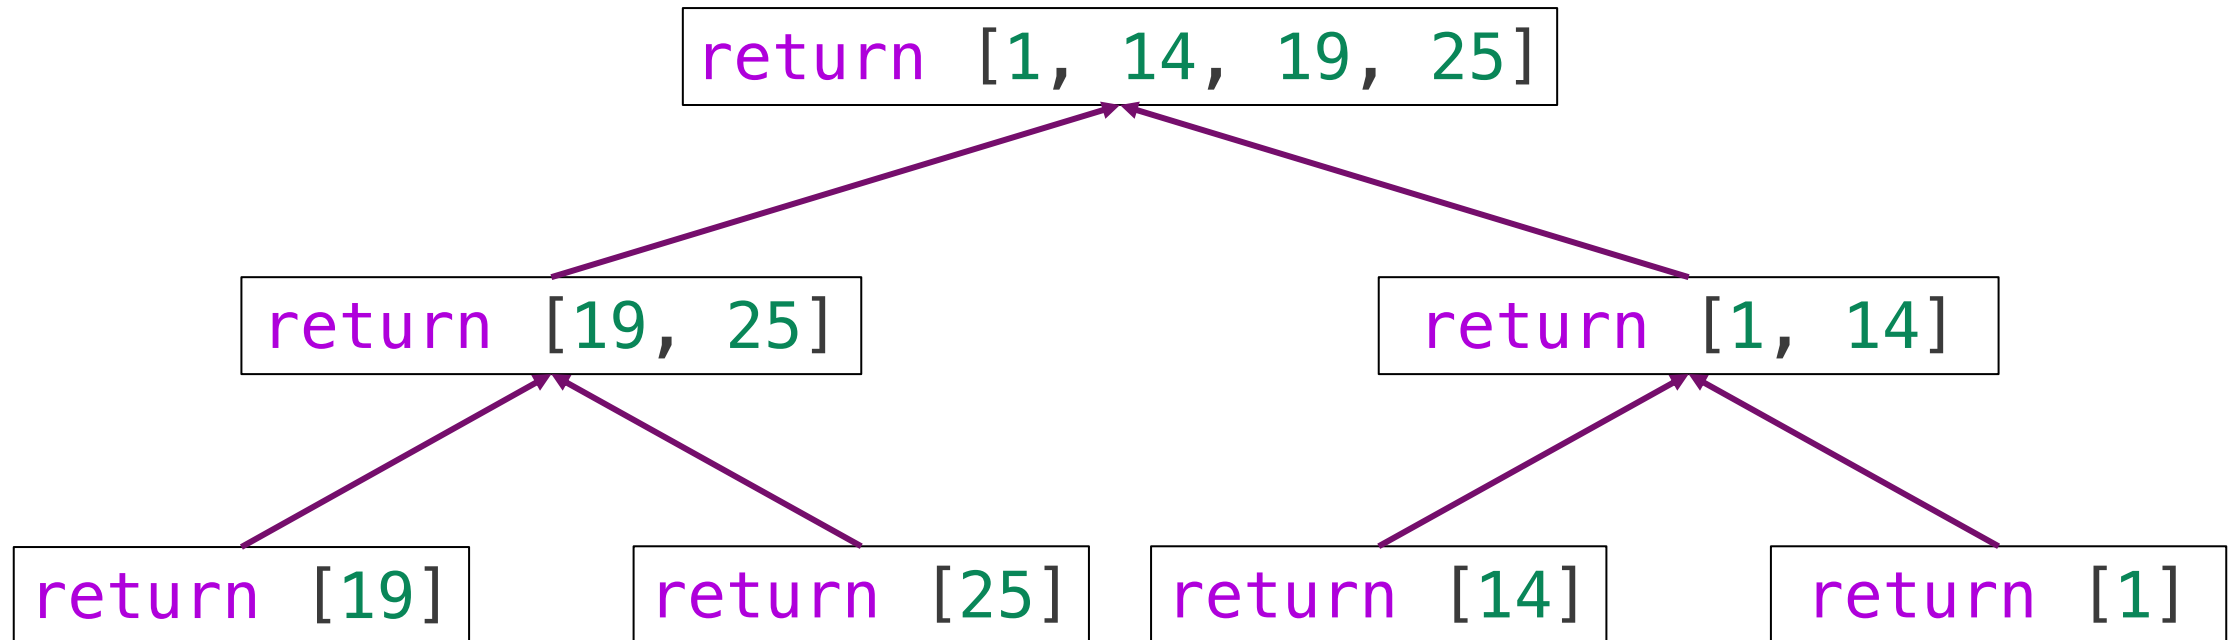 return [1, 14, 19, 25]
return [19, 25]
return [1, 14]
return [19]
return [25]
return [14]
return [1]